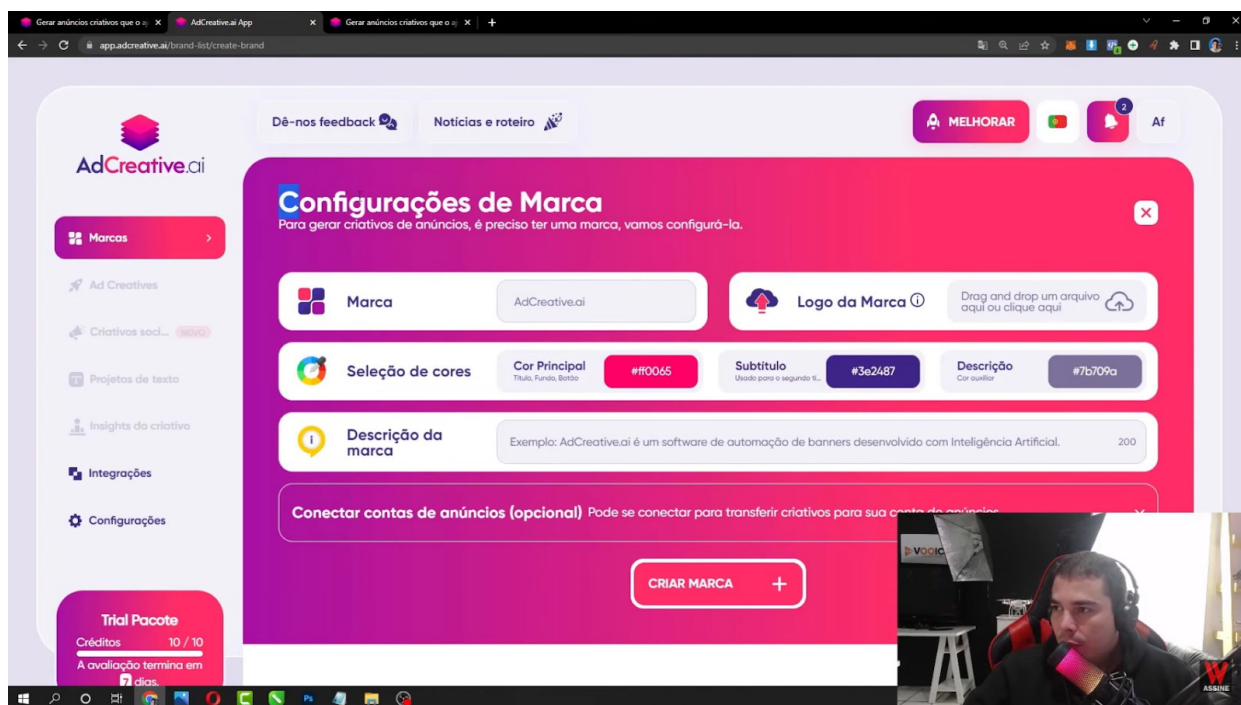 Gerar anúncios criativos que o aj
AdCreative.ai App
Gerar anúncios criativos que o aj
app.adcreative.ai/brand-list/create-brand
AdCreative.ai
Dê-nos feedback
Notícias e roteiro
MELHORAR
2
Af
Marcas
Ad Creatives
Criativos soci... NOVO
Projetos de texto
Insights do criativo
Integrações
Configurações
Trial Pacote
Créditos 10 / 10
A avaliação termina em
7 dias.
Configurações de Marca
Para gerar criativos de anúncios, é preciso ter uma marca, vamos configurá-la.
Marca
AdCreative.ai
Logo da Marca
Drag and drop um arquivo
aqui ou clique aqui
Seleção de cores
Cor Principal
Título, Fundo, Botão
#ff0065
Subtítulo
Usado para o segundo tí...
#3e2487
Descrição
Cor auxiliar
#7b709a
Descrição da
marca
Exemplo: AdCreative.ai é um software de automação de banners desenvolvido com Inteligência Artificial.
200
Conectar contas de anúncios (opcional) Pode se conectar para transferir criativos para sua conta de anúncios
CRIAR MARCA +
VOOIC
Ps
W
ASSINE